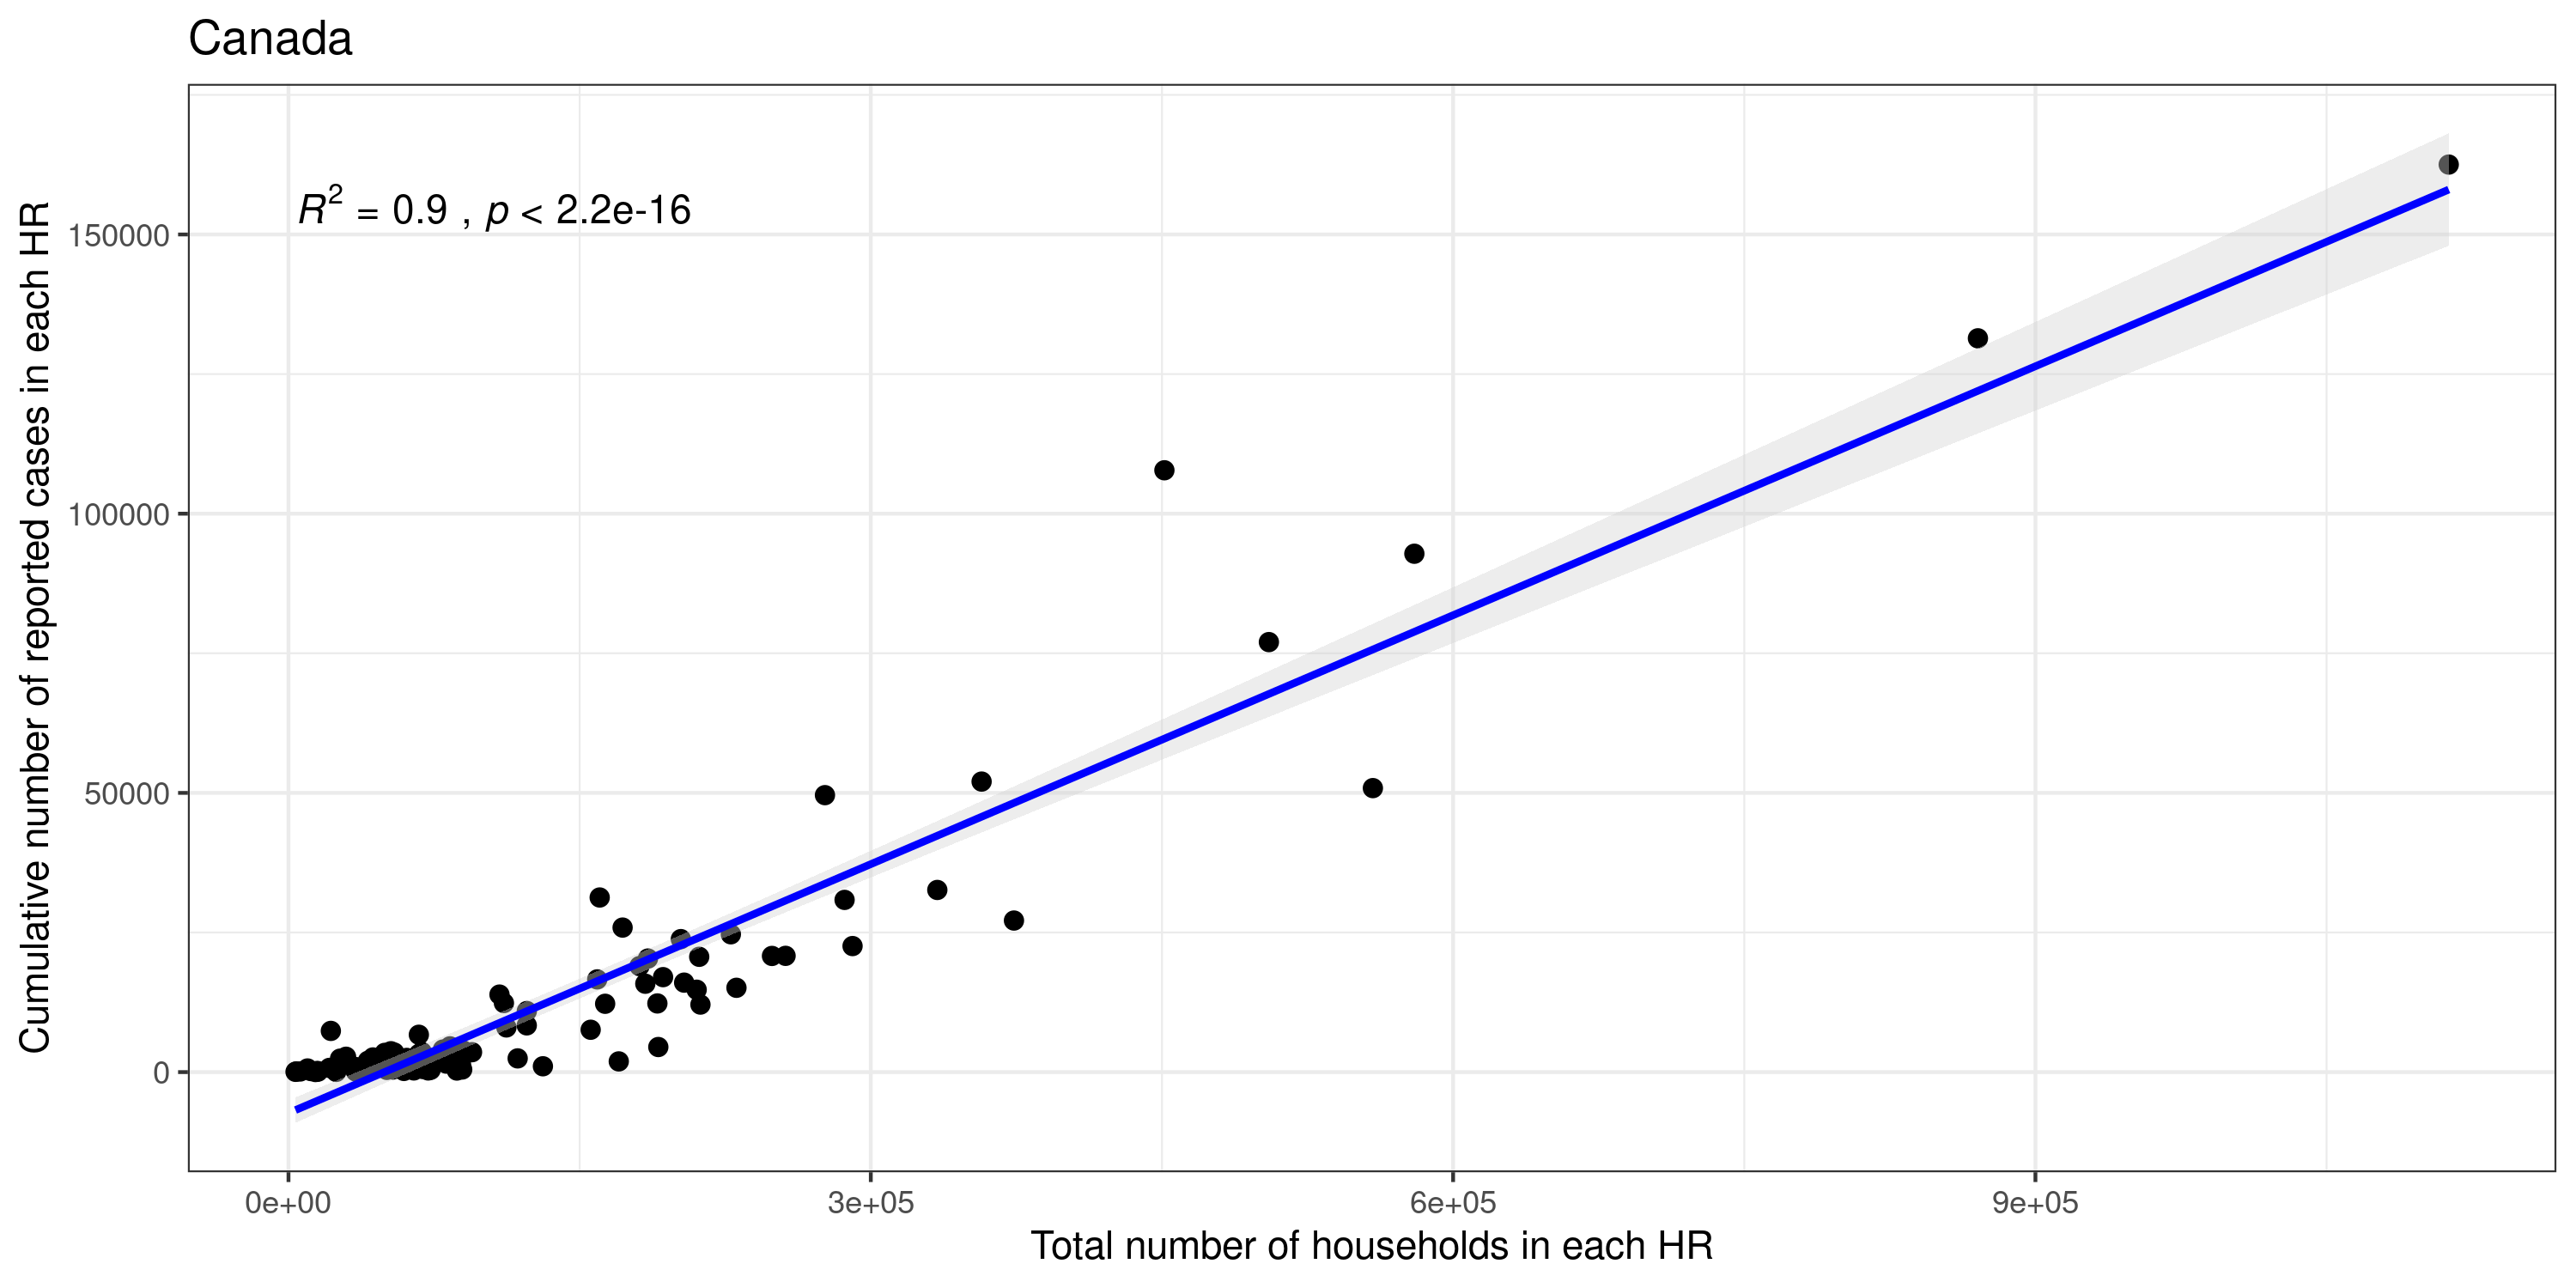 Canada
R² = 0.9 , p < 2.2e-16
Cumulative number of reported cases in each HR
150000
100000
50000
0
0e+00 3e+05 6e+05 9e+05
Total number of households in each HR